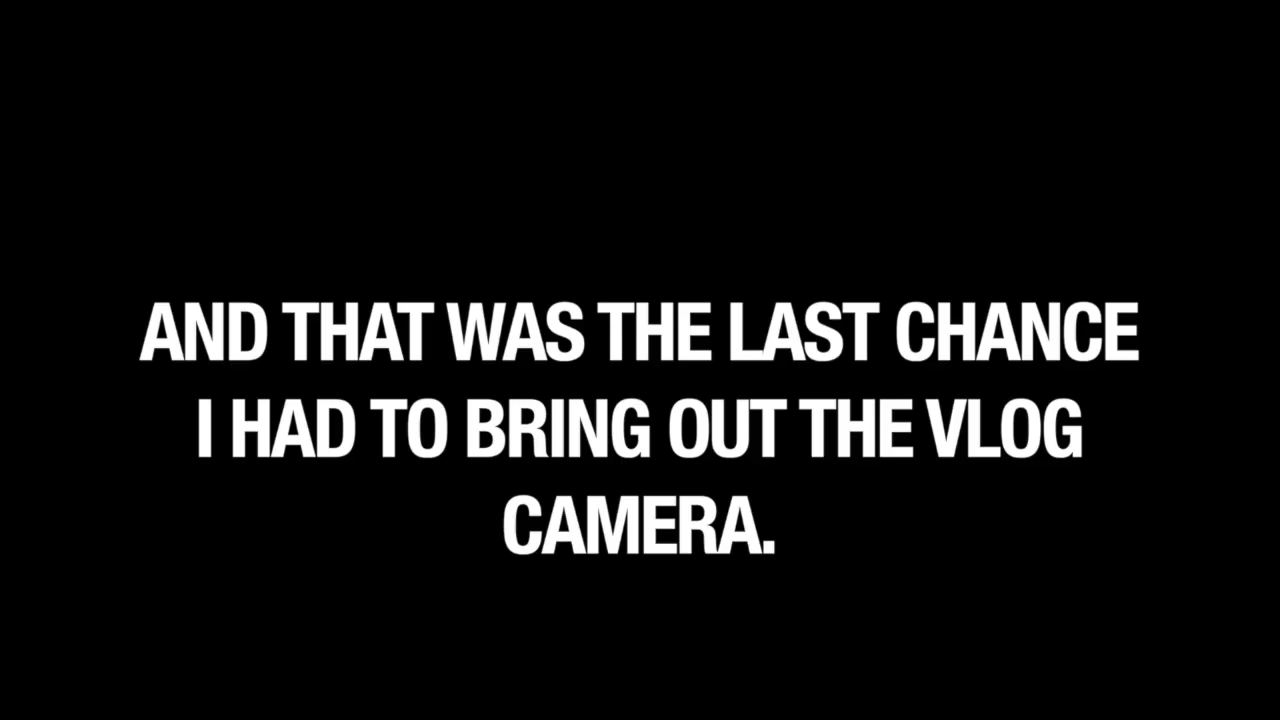 AND THAT WAS THE LAST CHANCE
I HAD TO BRING OUT THE VLOG
CAMERA.